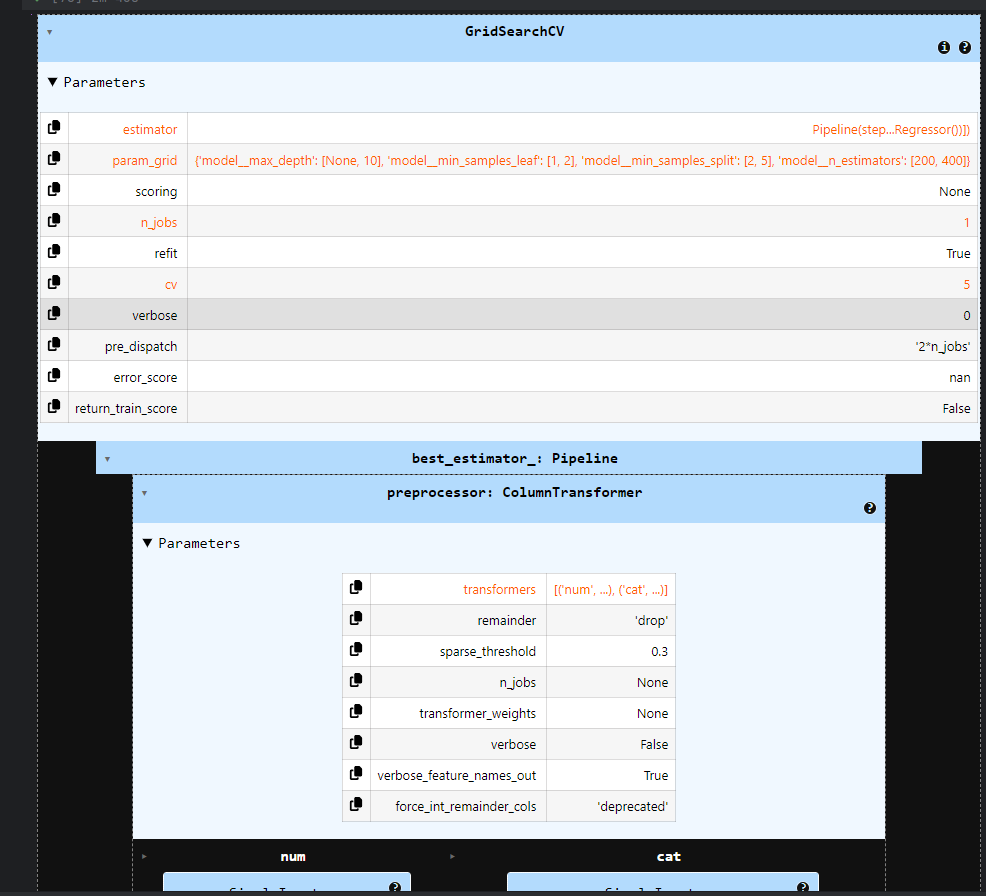 GridSearchCV
Parameters
estimator Pipeline(step...Regressor())])
param_grid {'model__max_depth': [None, 10], 'model__min_samples_leaf': [1, 2], 'model__min_samples_split': [2, 5], 'model__n_estimators': [200, 400]}
scoring None
n_jobs 1
refit True
cv 5
verbose 0
pre_dispatch '2*n_jobs'
error_score nan
return_train_score False
best_estimator_: Pipeline
preprocessor: ColumnTransformer
?
Parameters
transformers [('num', ...), ('cat', ...)]
remainder 'drop'
sparse_threshold 0.3
n_jobs None
transformer_weights None
verbose False
verbose_feature_names_out True
force_int_remainder_cols 'deprecated'
num cat